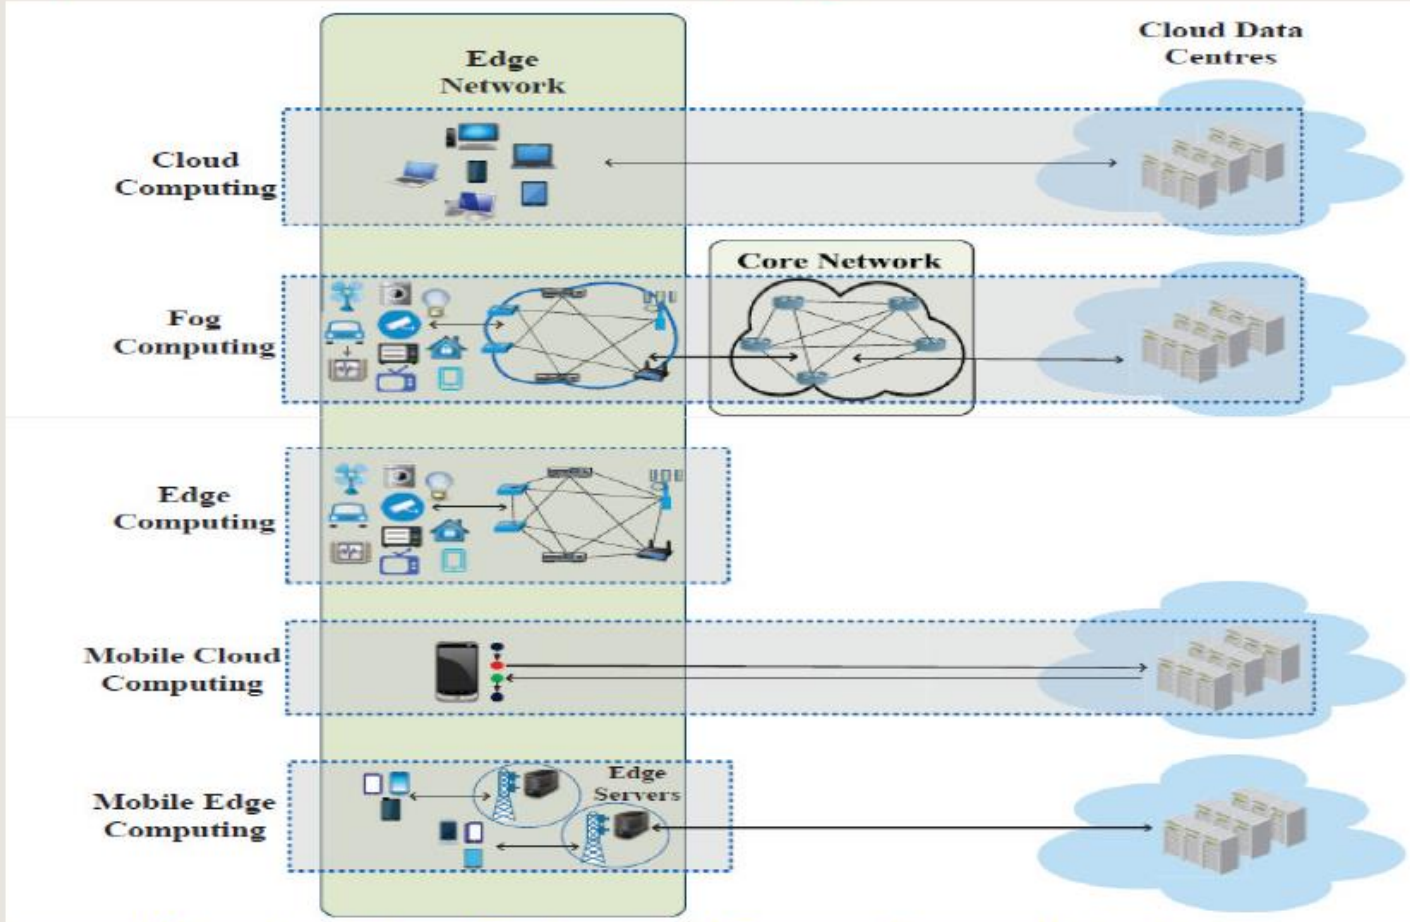 Edge
Network
Cloud Data
Centres
Cloud
Computing
Core Network
Fog
Computing
Edge
Computing
Mobile Cloud
Computing
Edge
Servers
Mobile Edge
Computing